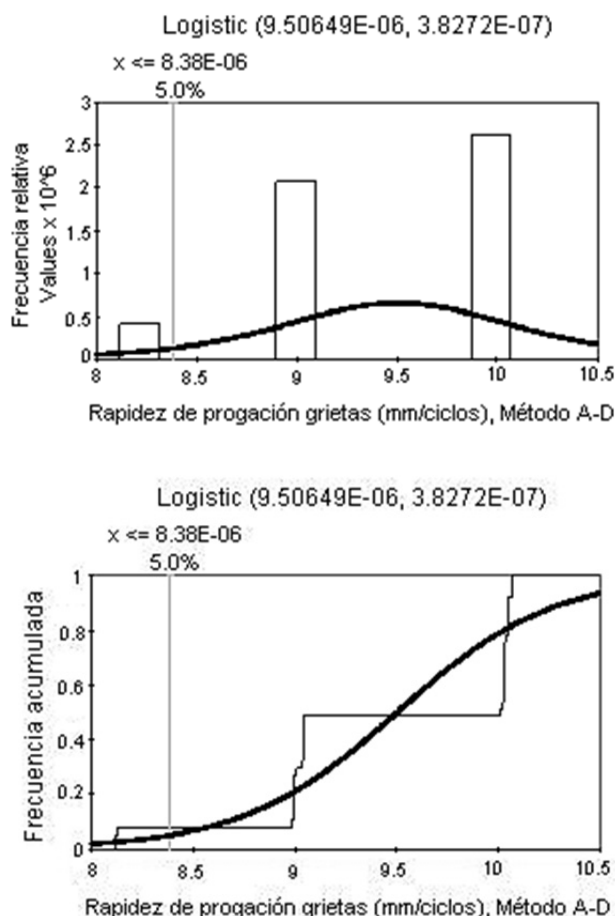 Logistic (9.50649E-06, 3.8272E-07)
x <= 8.38E-06
5.0%
Frecuencia relativa
Values x 10^6
3
2.5
2
1
0.5
0
8
8.5
9
9.5
10
10.5
Rapidez de progación grietas (mm/ciclos), Método A-D
Logistic (9.50649E-06, 3.8272E-07)
x <= 8.38E-06
5.0%
Frecuencia acumulada
1
0.8
0.6
0.4
0.2
0
8
8.5
9
9.5
10
10.5
Rapidez de progación grietas (mm/ciclos), Método A-D